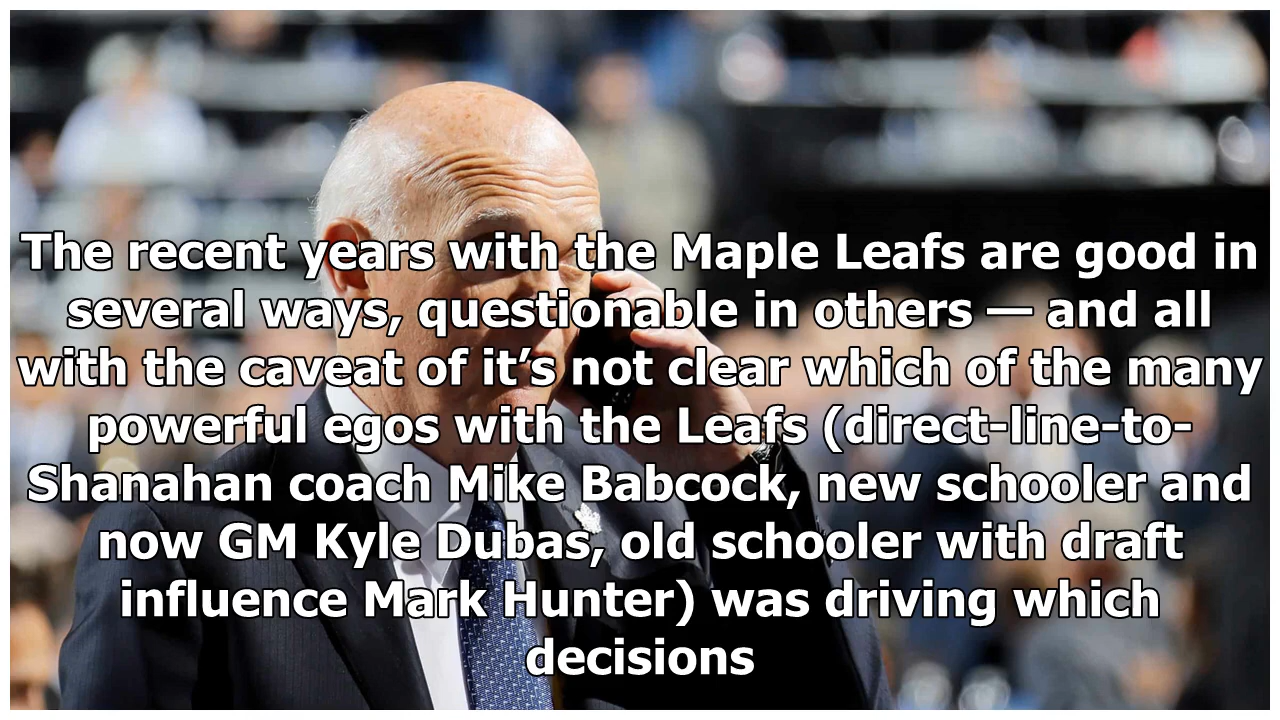 The recent years with the Maple Leafs are good in
several ways, questionable in others — and all
with the caveat of it’s not clear which of the many
powerful egos with the Leafs (direct-line-to-
Shanahan coach Mike Babcock, new schooler and
now GM Kyle Dubas, old schooler with draft
influence Mark Hunter) was driving which
decisions